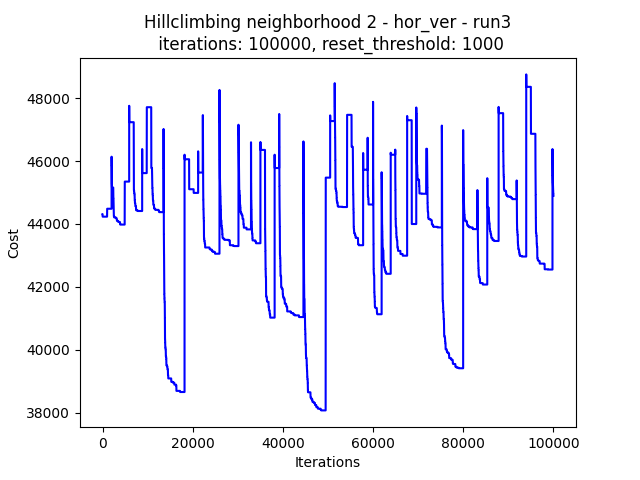 Hillclimbing neighborhood 2 - hor_ver - run3
iterations: 100000, reset_threshold: 1000
48000
46000
44000
42000
40000
38000
Cost
0 20000 40000 60000 80000 100000
Iterations